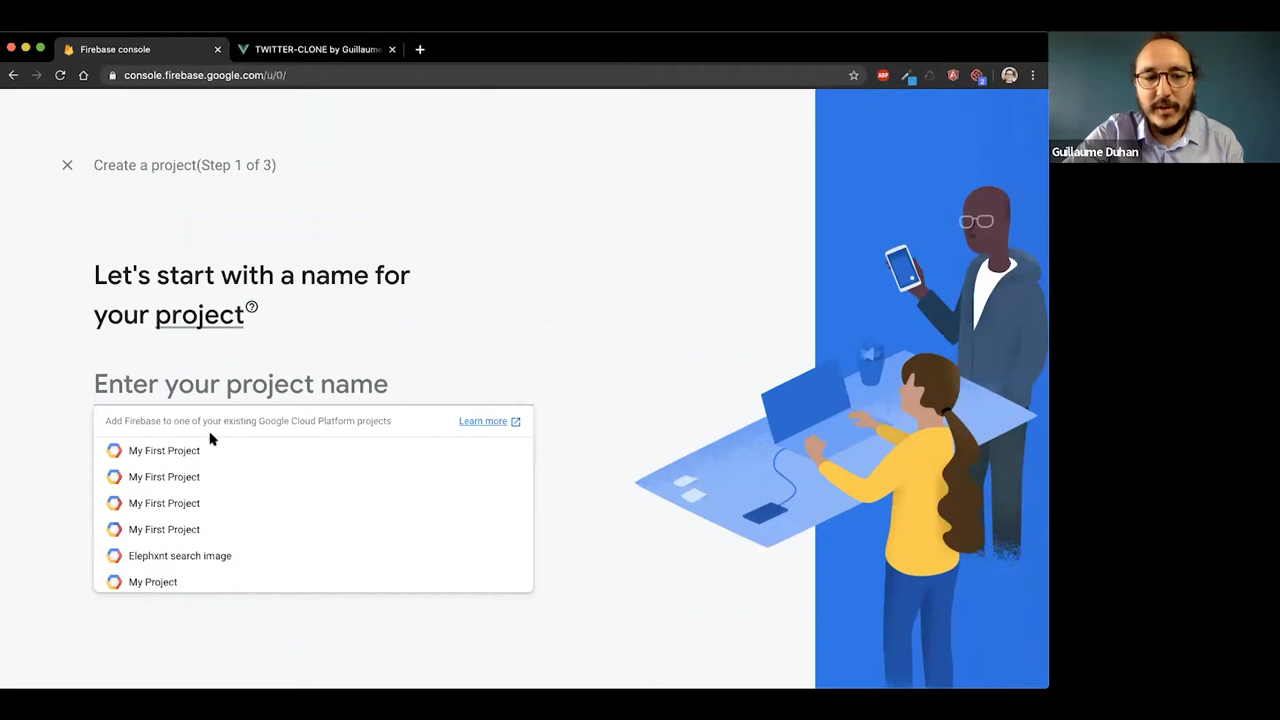 Firebase console
TWITTER-CLONE by Guillaume
console.firebase.google.com/u/0/
ABP
2
Guillaume Duhan
Create a project(Step 1 of 3)
Let's start with a name for
your project
Enter your project name
Add Firebase to one of your existing Google Cloud Platform projects
Learn more
My First Project
My First Project
My First Project
My First Project
Elephxnt search image
My Project